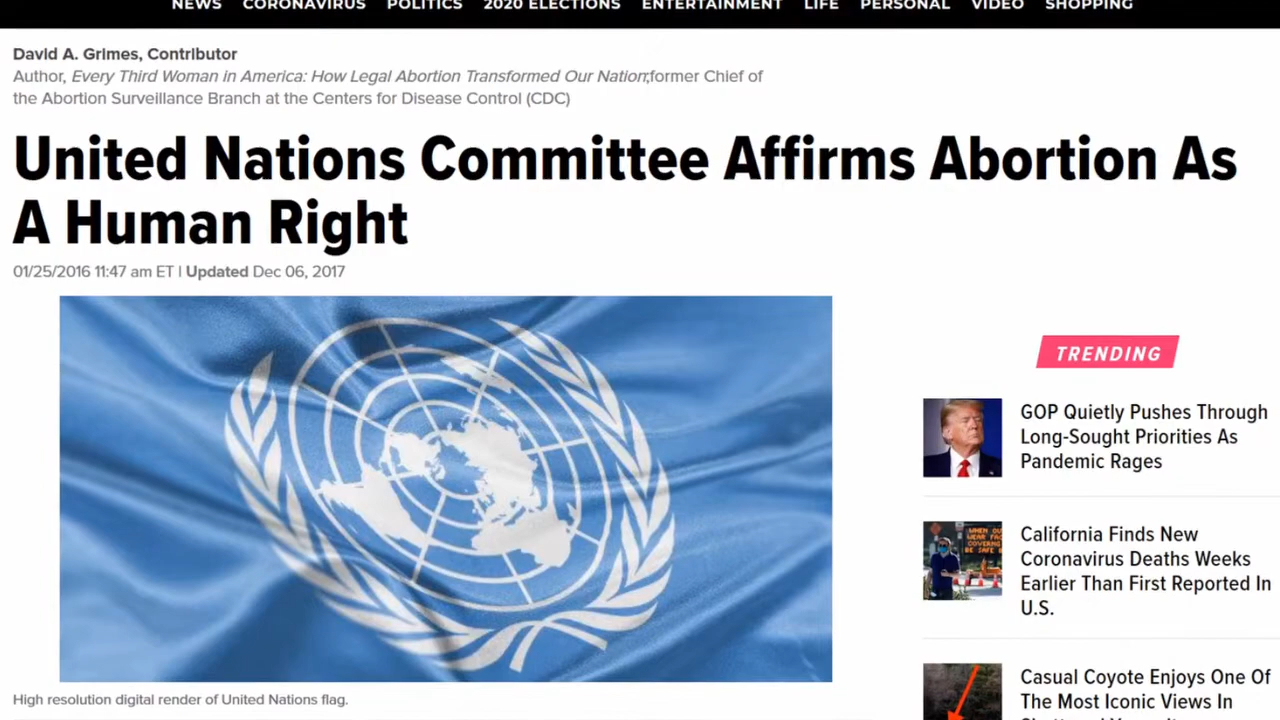 NEWS CORONAVIRUS POLITICS 2020 ELECTIONS ENTERTAINMENT LIFE PERSONAL VIDEO SHOPPING
David A. Grimes, Contributor
Author, Every Third Woman in America: How Legal Abortion Transformed Our Nation;former Chief of
the Abortion Surveillance Branch at the Centers for Disease Control (CDC)
United Nations Committee Affirms Abortion As
A Human Right
01/25/2016 11:47 am ET | Updated Dec 06, 2017
High resolution digital render of United Nations flag.
TRENDING
GOP Quietly Pushes Through
Long-Sought Priorities As
Pandemic Rages
California Finds New
Coronavirus Deaths Weeks
Earlier Than First Reported In
U.S.
Casual Coyote Enjoys One Of
The Most Iconic Views In